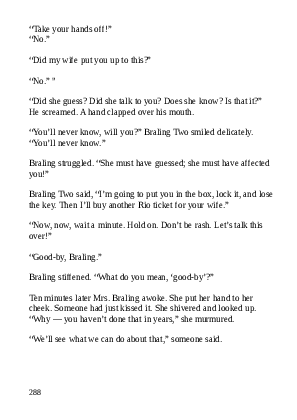 “Take your hands off!”
“No.”
“Did my wife put you up to this?”
“No.” ”
“Did she guess? Did she talk to you? Does she know? Is that it?”
He screamed. A hand clapped over his mouth.
“You’ll never know, will you?” Braling Two smiled delicately.
“You’ll never know.”
Braling struggled. “She must have guessed; she must have affected
you!”
Braling Two said, “I’m going to put you in the box, lock it, and lose
the key. Then I’ll buy another Rio ticket for your wife.”
“Now, now, wait a minute. Hold on. Don’t be rash. Let’s talk this
over!”
“Good-by, Braling.”
Braling stiffened. “What do you mean, ‘good-by’?”
Ten minutes later Mrs. Braling awoke. She put her hand to her
cheek. Someone had just kissed it. She shivered and looked up.
“Why — you haven’t done that in years,” she murmured.
“We’ll see what we can do about that,” someone said.
288